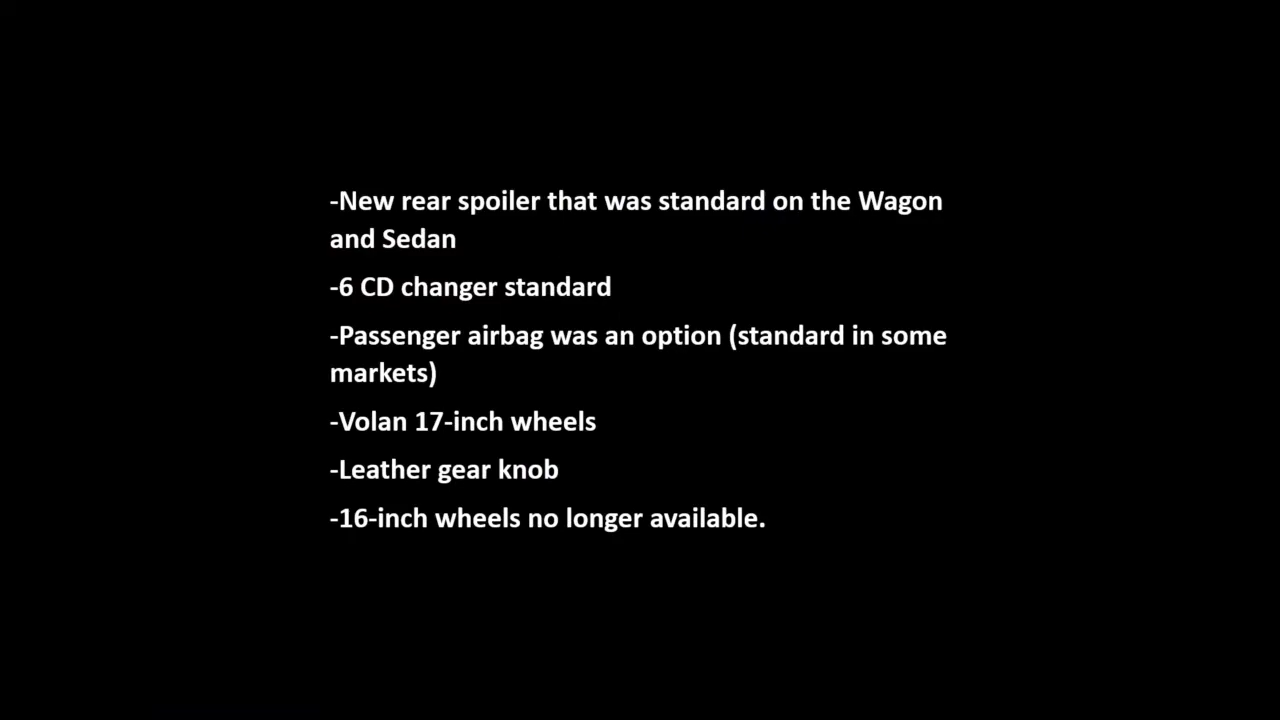 -New rear spoiler that was standard on the Wagon
and Sedan
-6 CD changer standard
-Passenger airbag was an option (standard in some
markets)
-Volan 17-inch wheels
-Leather gear knob
-16-inch wheels no longer available.